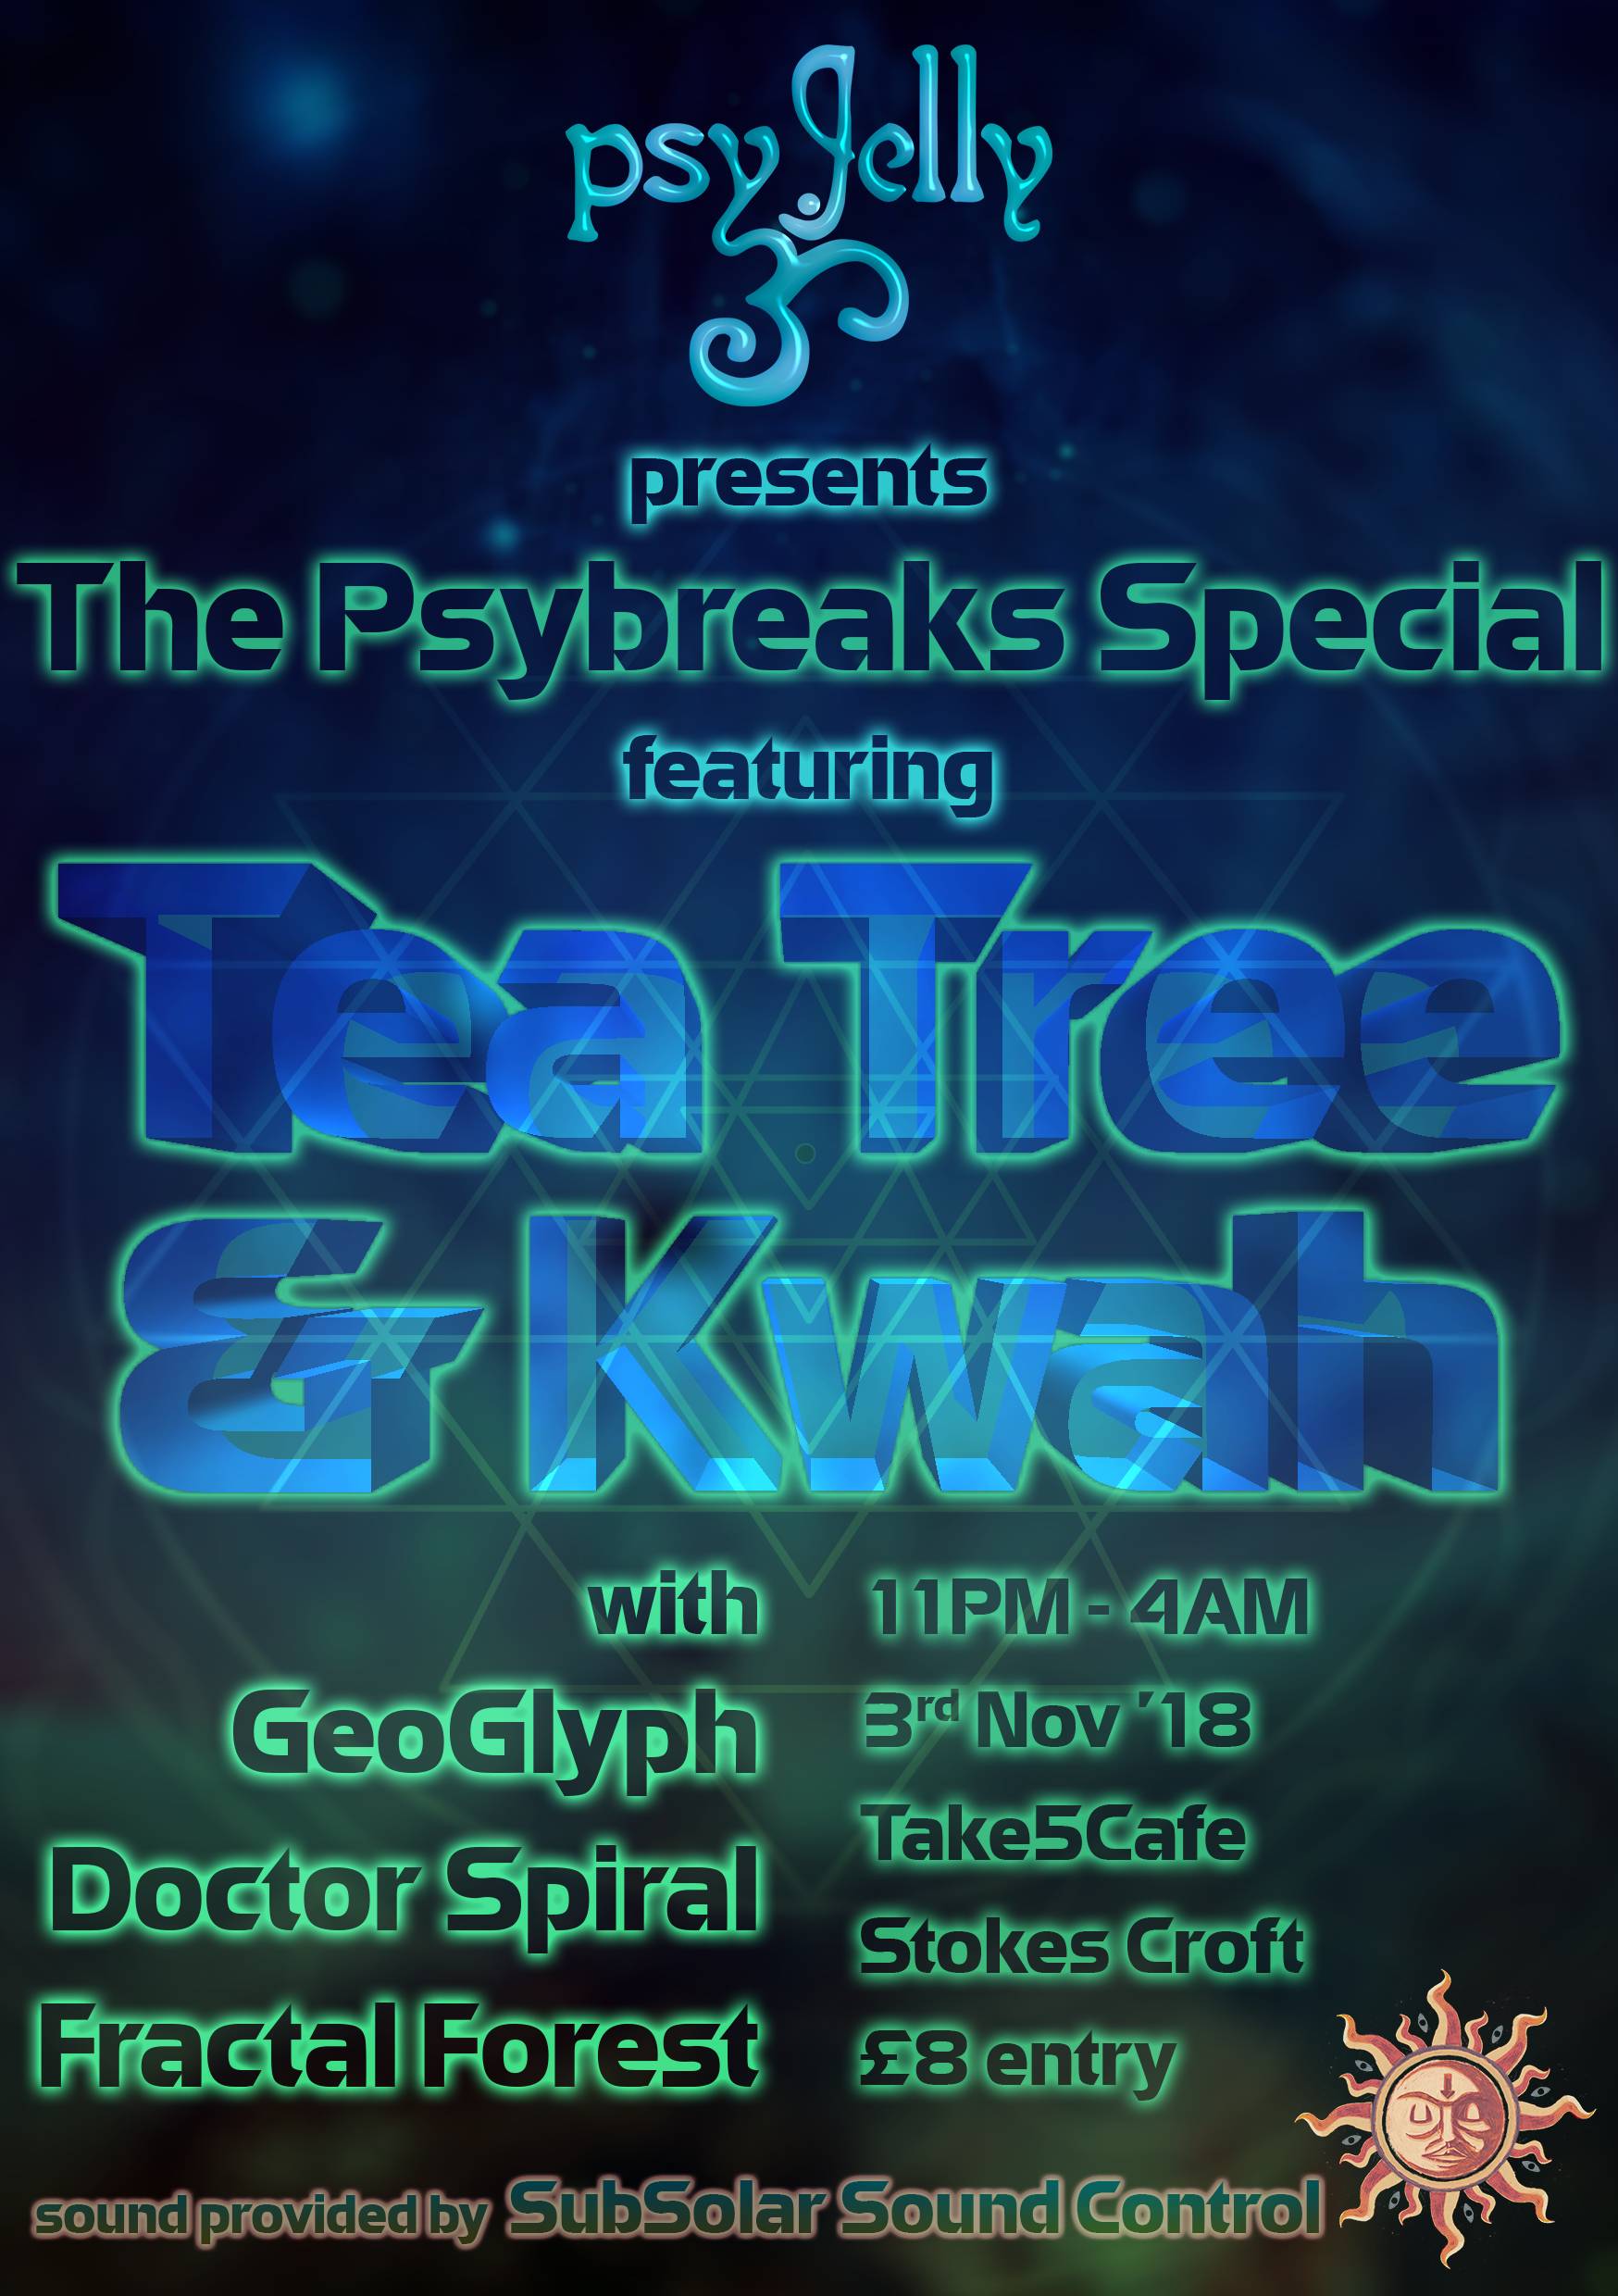 psyJelly
presents
The Psybreaks Special
featuring
Tea Tree
& Kwah
with
GeoGlyph
Doctor Spiral
Fractal Forest
11PM - 4AM
3rd Nov '18
Take5Cafe
Stokes Croft
£8 entry
sound provided by SubSolar Sound Control